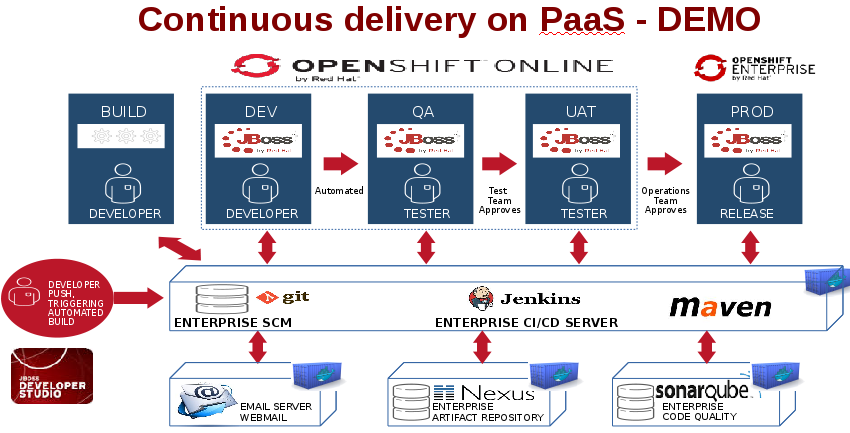 Continuous delivery on PaaS - DEMO
OPENSHIFT ONLINE
by Red Hat
OPENSHIFT
ENTERPRISE
by Red Hat
BUILD
DEVELOPER
DEV
JBoss
by Red Hat
DEVELOPER
Automated
QA
JBoss
by Red Hat
TESTER
Test
Team
Approves
UAT
JBoss
by Red Hat
TESTER
Operations
Team
Approves
PROD
JBoss
by Red Hat
RELEASE
DEVELOPER
PUSH,
TRIGGERING
AUTOMATED
BUILD
git
ENTERPRISE SCM
Jenkins
ENTERPRISE CI/CD SERVER
maven
JBOSS
DEVELOPER
STUDIO
@
EMAIL SERVER
WEBMAIL
Nexus
ENTERPRISE
ARTIFACT REPOSITORY
sonarqube
ENTERPRISE
CODE QUALITY